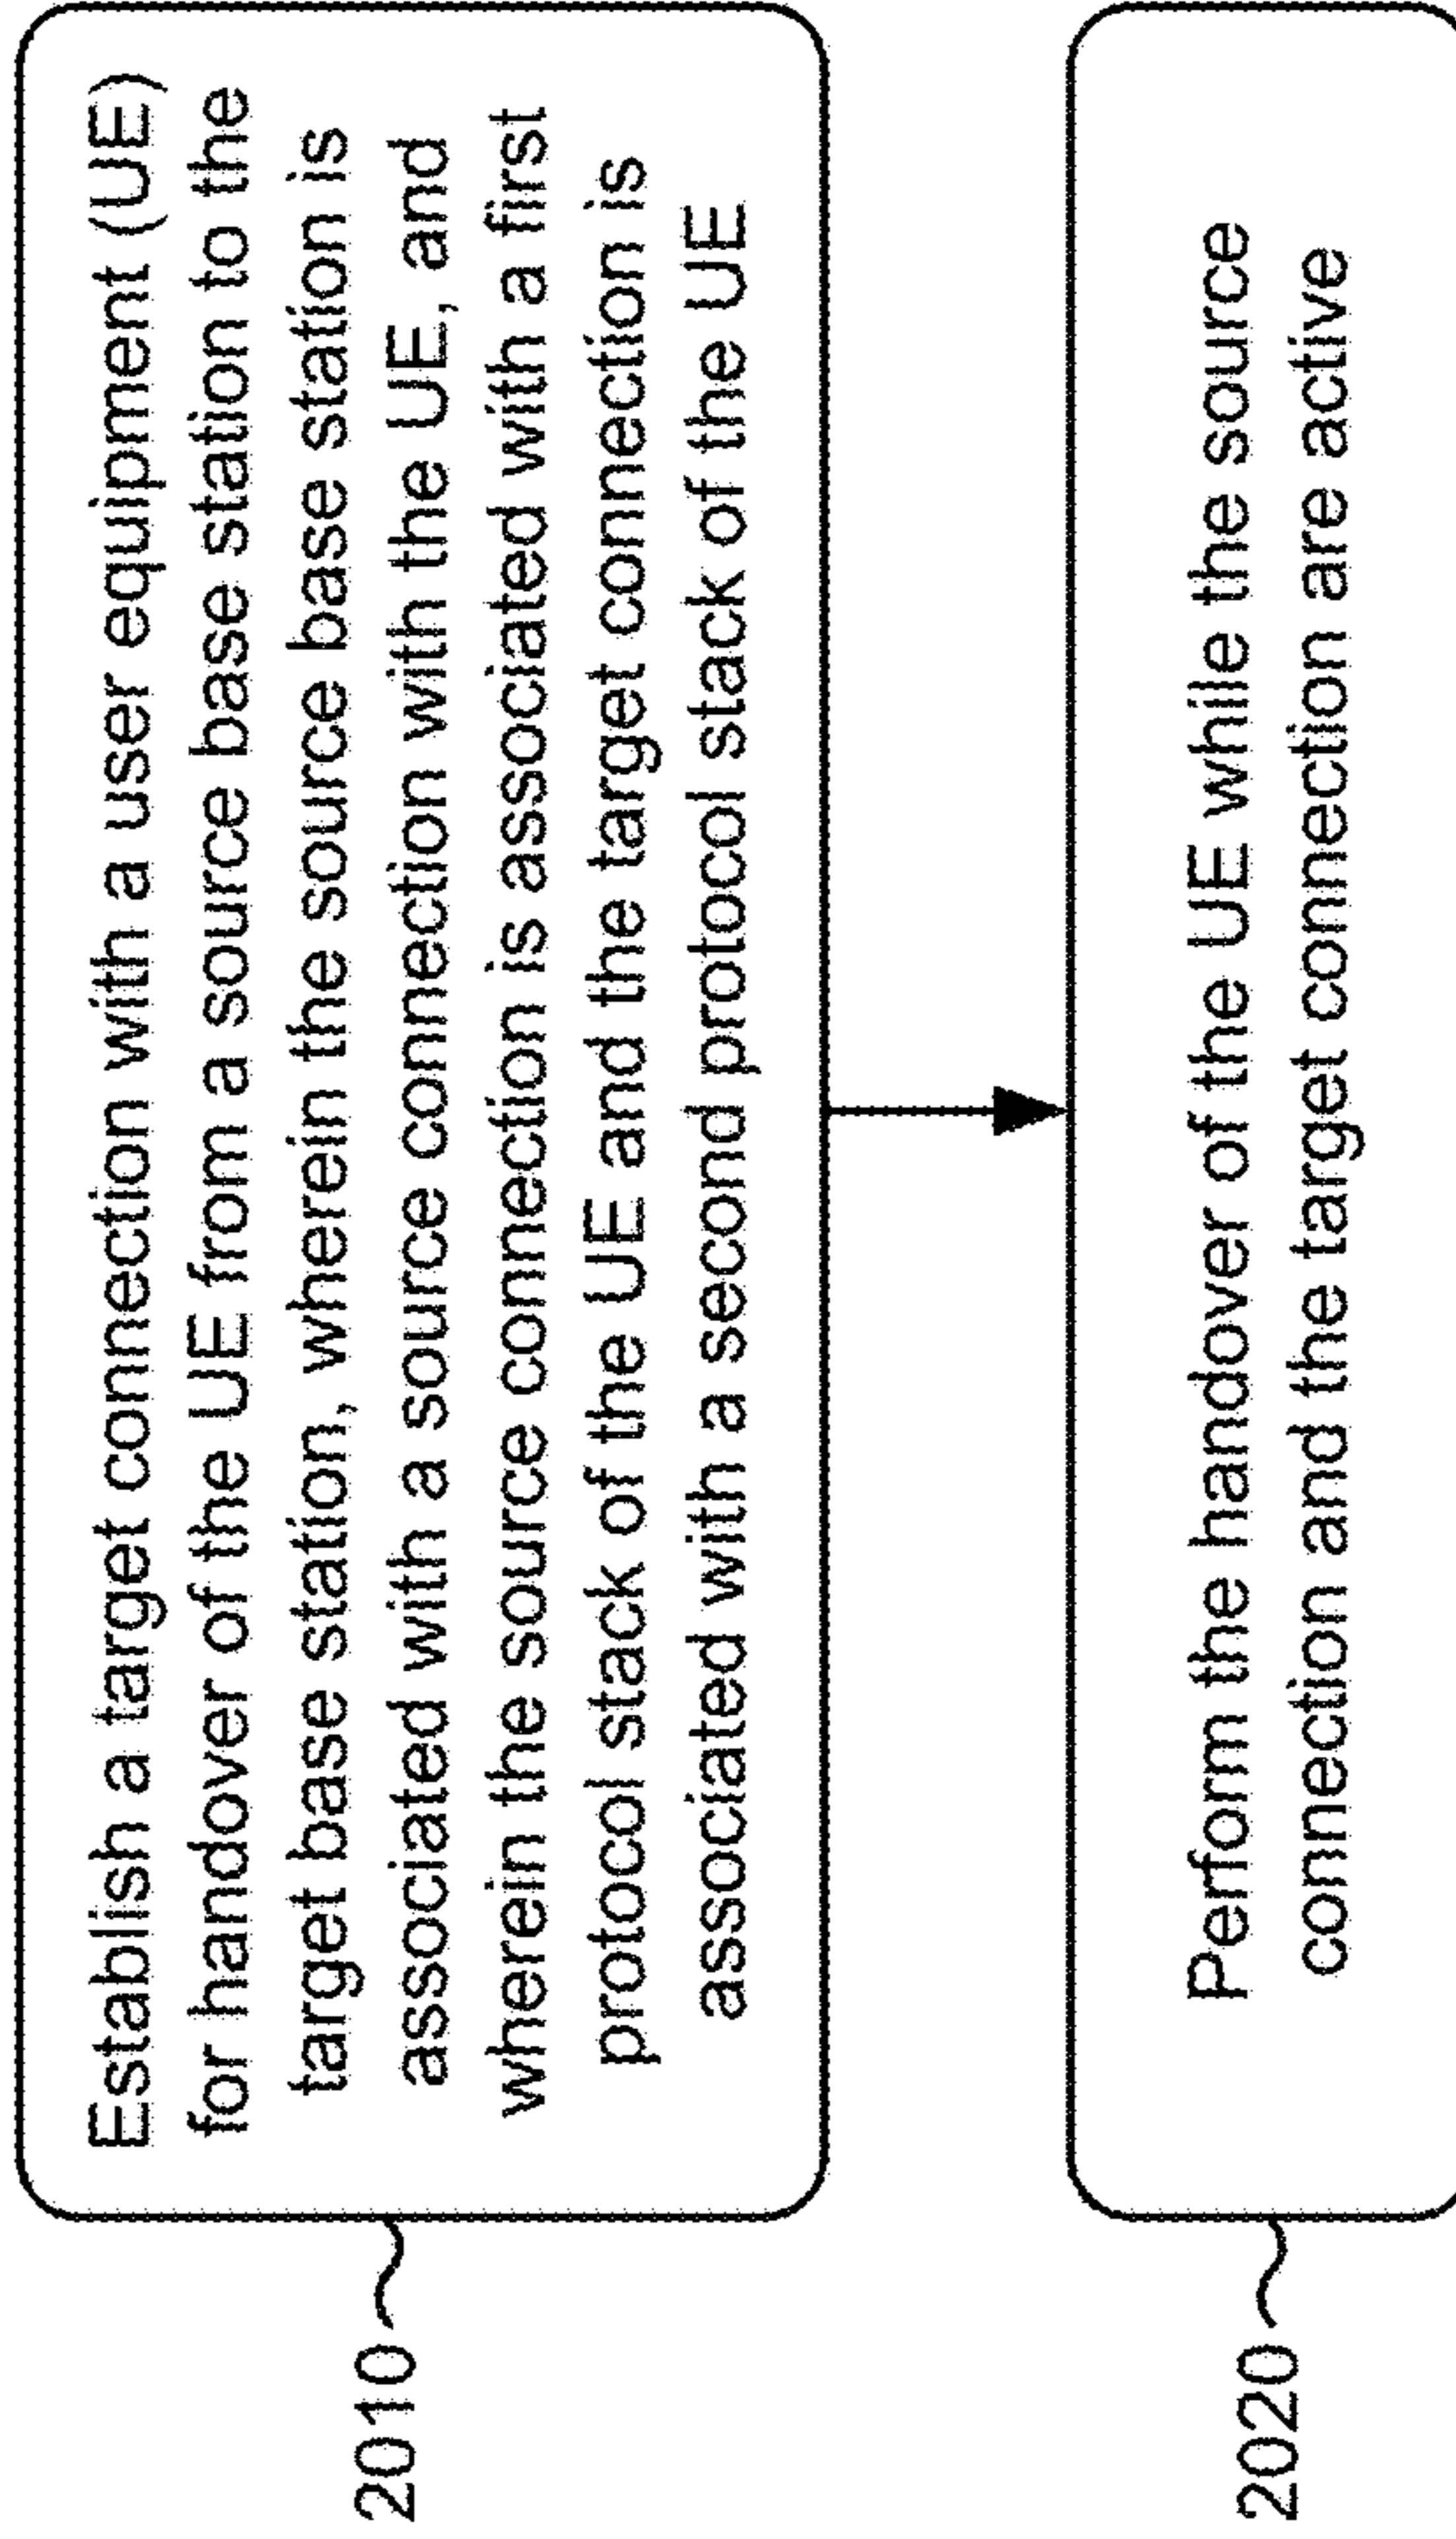 2010
Establish a target connection with a user equipment (UE)
for handover of the UE from a source base station to the
target base station, wherein the source base station is
associated with a source connection with the UE, and
wherein the source connection is associated with a first
protocol stack of the UE and the target connection is
associated with a second protocol stack of the UE
2020
Perform the handover of the UE while the source
connection and the target connection are active